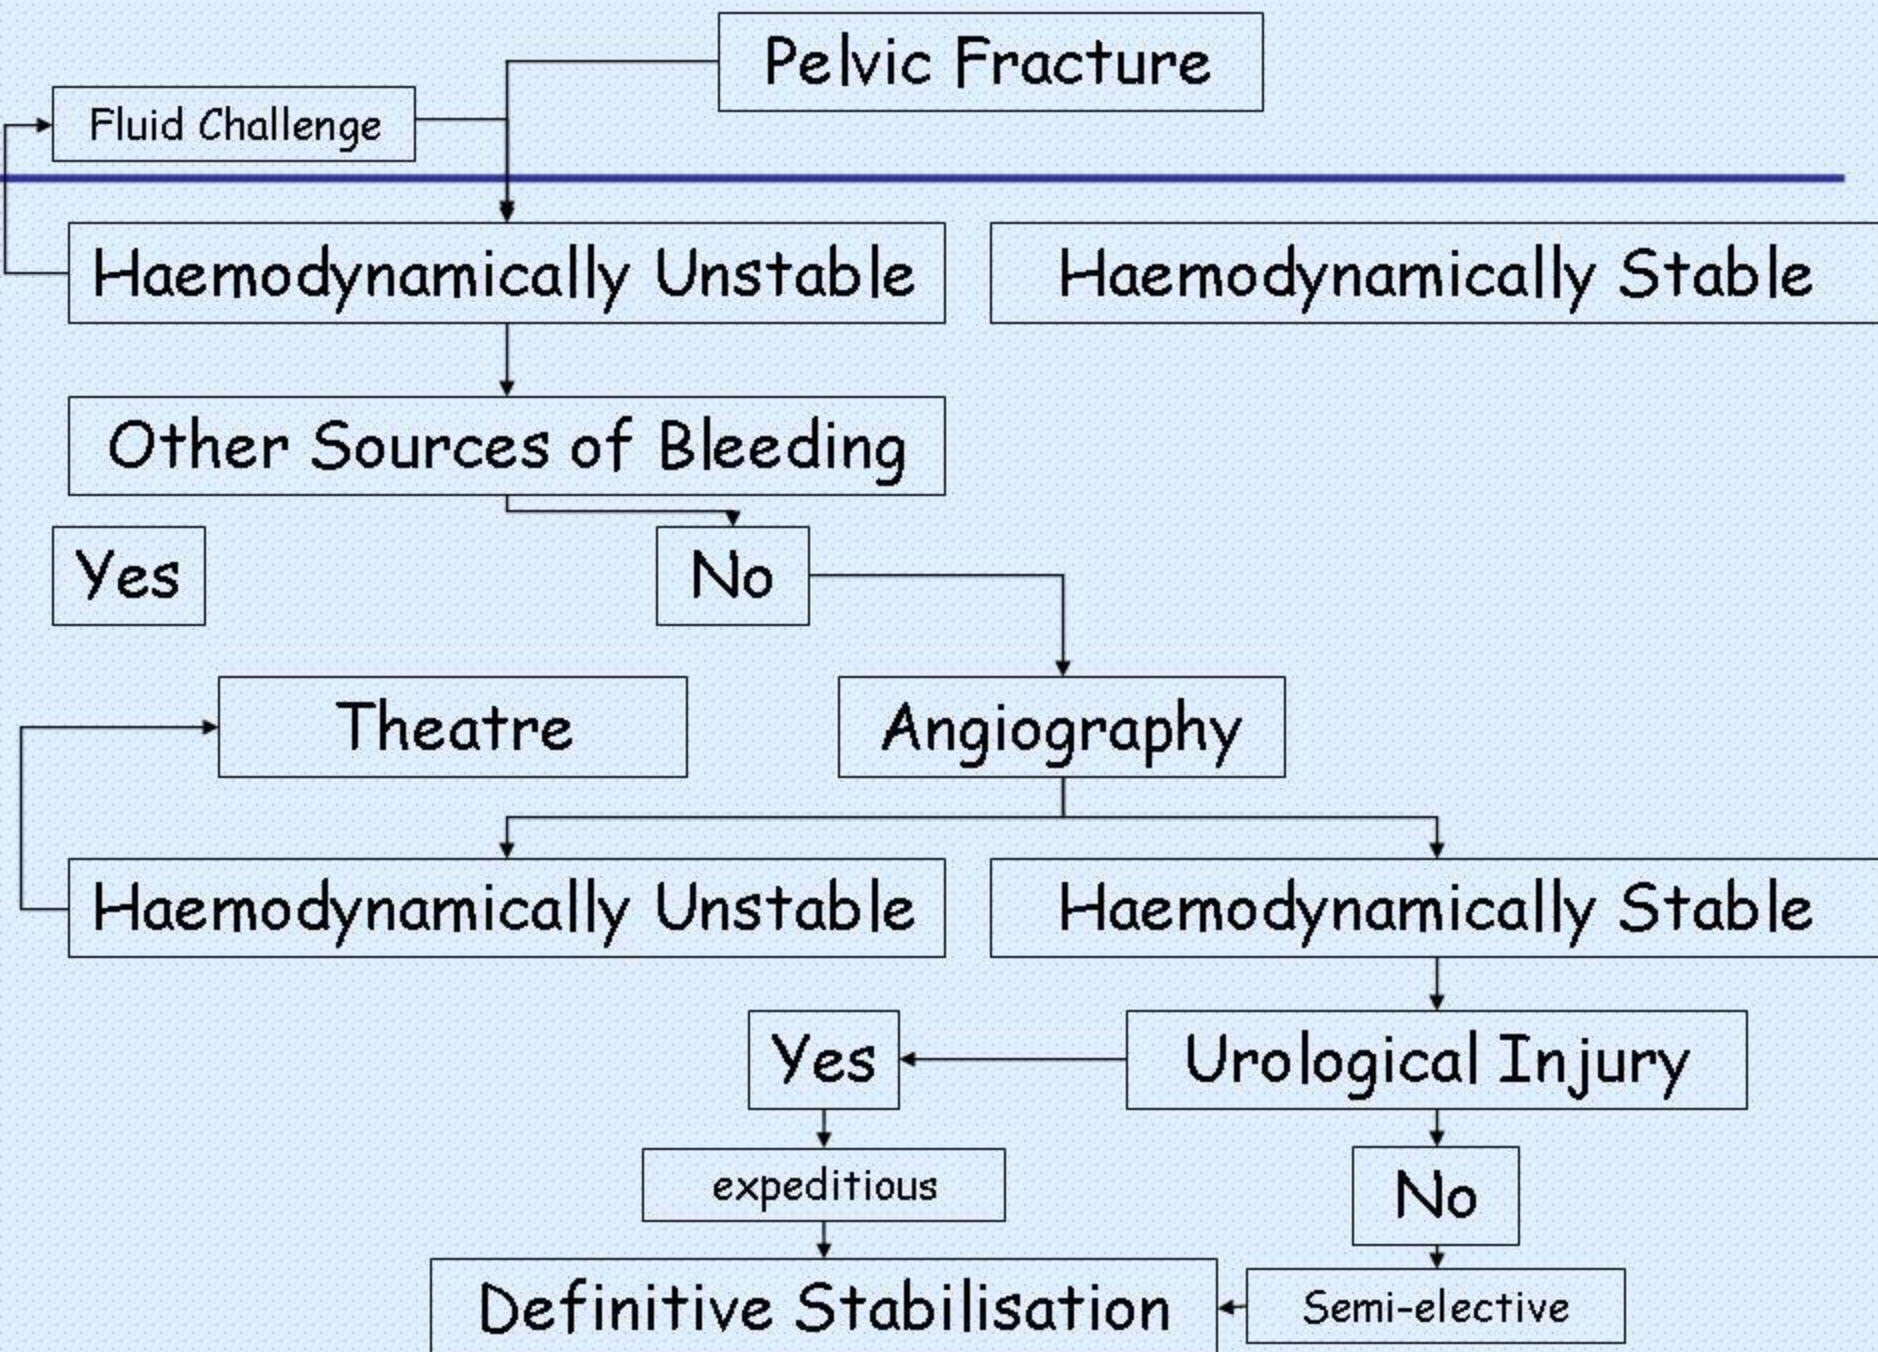 Pelvic Fracture
Fluid Challenge
Haemodynamically Unstable
Haemodynamically Stable
Other Sources of Bleeding
Yes
No
Theatre
Angiography
Haemodynamically Unstable
Haemodynamically Stable
Yes
Urological Injury
expeditious
No
Definitive Stabilisation
Semi-elective